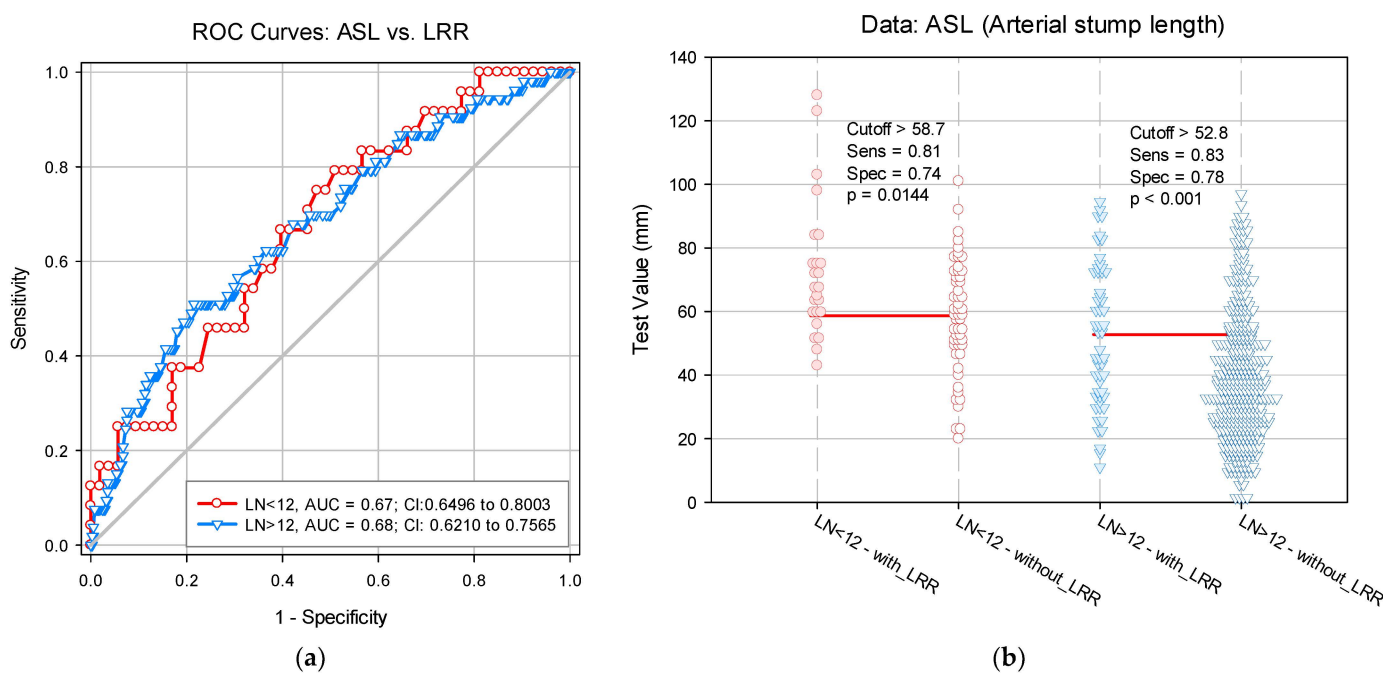 ROC Curves: ASL vs. LRR
1.0
0.8
0.6
0.4
0.2
0.0
Sensitivity
LN<12, AUC = 0.67; CI:0.6496 to 0.8003
LN>12, AUC = 0.68; CI: 0.6210 to 0.7565
0.0 0.2 0.4 0.6 0.8 1.0
1 - Specificity
(a)
Data: ASL (Arterial stump length)
140
120
100
80
60
40
20
0
Test Value (mm)
Cutoff > 58.7
Sens = 0.81
Spec = 0.74
p = 0.0144
Cutoff > 52.8
Sens = 0.83
Spec = 0.78
p < 0.001
LN<12 - with_LRR
LN<12 - without_LRR
LN>12 - with_LRR
LN>12 - without_LRR
(b)